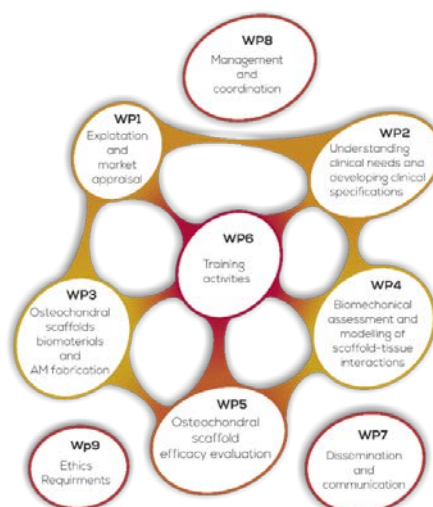 WP8
Management
and
coordination
WP1
Exploitation
and
market
appraisal
WP2
Understanding
clinical needs and
developing clinical
specifications
WP6
Training
activities
WP3
Osteochondral
scaffolds
biomaterials
and
AM fabrication
WP4
Biomechanical
assessment and
modelling of
scaffold-tissue
interactions
WP5
Osteochondral
scaffold
efficacy evaluation
Wp9
Ethics
Requirments
WP7
Dissemination
and
communication